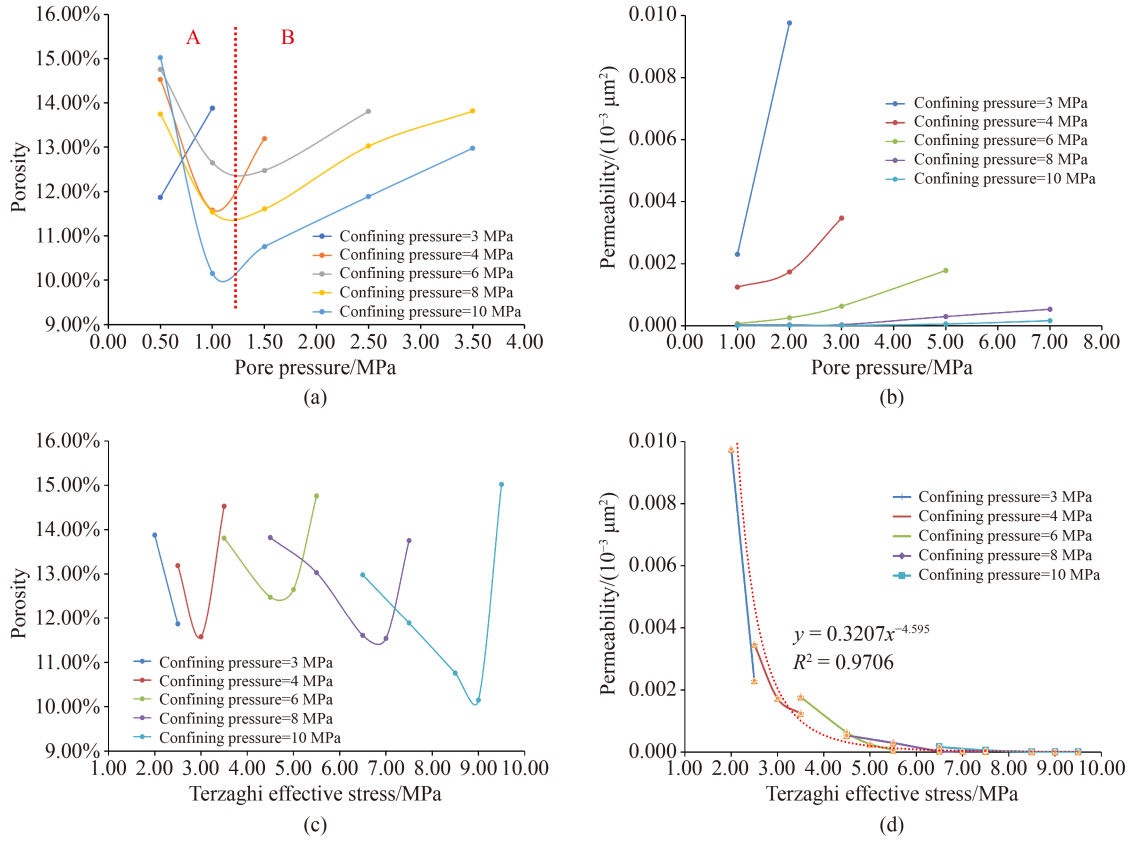 16.00%
15.00%
14.00%
13.00%
12.00%
11.00%
10.00%
9.00%
Porosity
A
B
Confining pressure=3 MPa
Confining pressure=4 MPa
Confining pressure=6 MPa
Confining pressure=8 MPa
Confining pressure=10 MPa
0.00 0.50 1.00 1.50 2.00 2.50 3.00 3.50 4.00
Pore pressure/MPa
(a)
0.010
0.008
0.006
0.004
0.002
0.000
Permeability/(10⁻³ μm²)
Confining pressure=3 MPa
Confining pressure=4 MPa
Confining pressure=6 MPa
Confining pressure=8 MPa
Confining pressure=10 MPa
0.00 1.00 2.00 3.00 4.00 5.00 6.00 7.00 8.00
Pore pressure/MPa
(b)
16.00%
15.00%
14.00%
13.00%
12.00%
11.00%
10.00%
9.00%
Porosity
Confining pressure=3 MPa
Confining pressure=4 MPa
Confining pressure=6 MPa
Confining pressure=8 MPa
Confining pressure=10 MPa
1.00 2.00 3.00 4.00 5.00 6.00 7.00 8.00 9.00 10.00
Terzaghi effective stress/MPa
(c)
0.010
0.008
0.006
0.004
0.002
0.000
Permeability/(10⁻³ μm²)
Confining pressure=3 MPa
Confining pressure=4 MPa
Confining pressure=6 MPa
Confining pressure=8 MPa
Confining pressure=10 MPa
y = 0.3207x⁻⁴·⁵⁹⁵
R² = 0.9706
1.00 2.00 3.00 4.00 5.00 6.00 7.00 8.00 9.00 10.00
Terzaghi effective stress/MPa
(d)